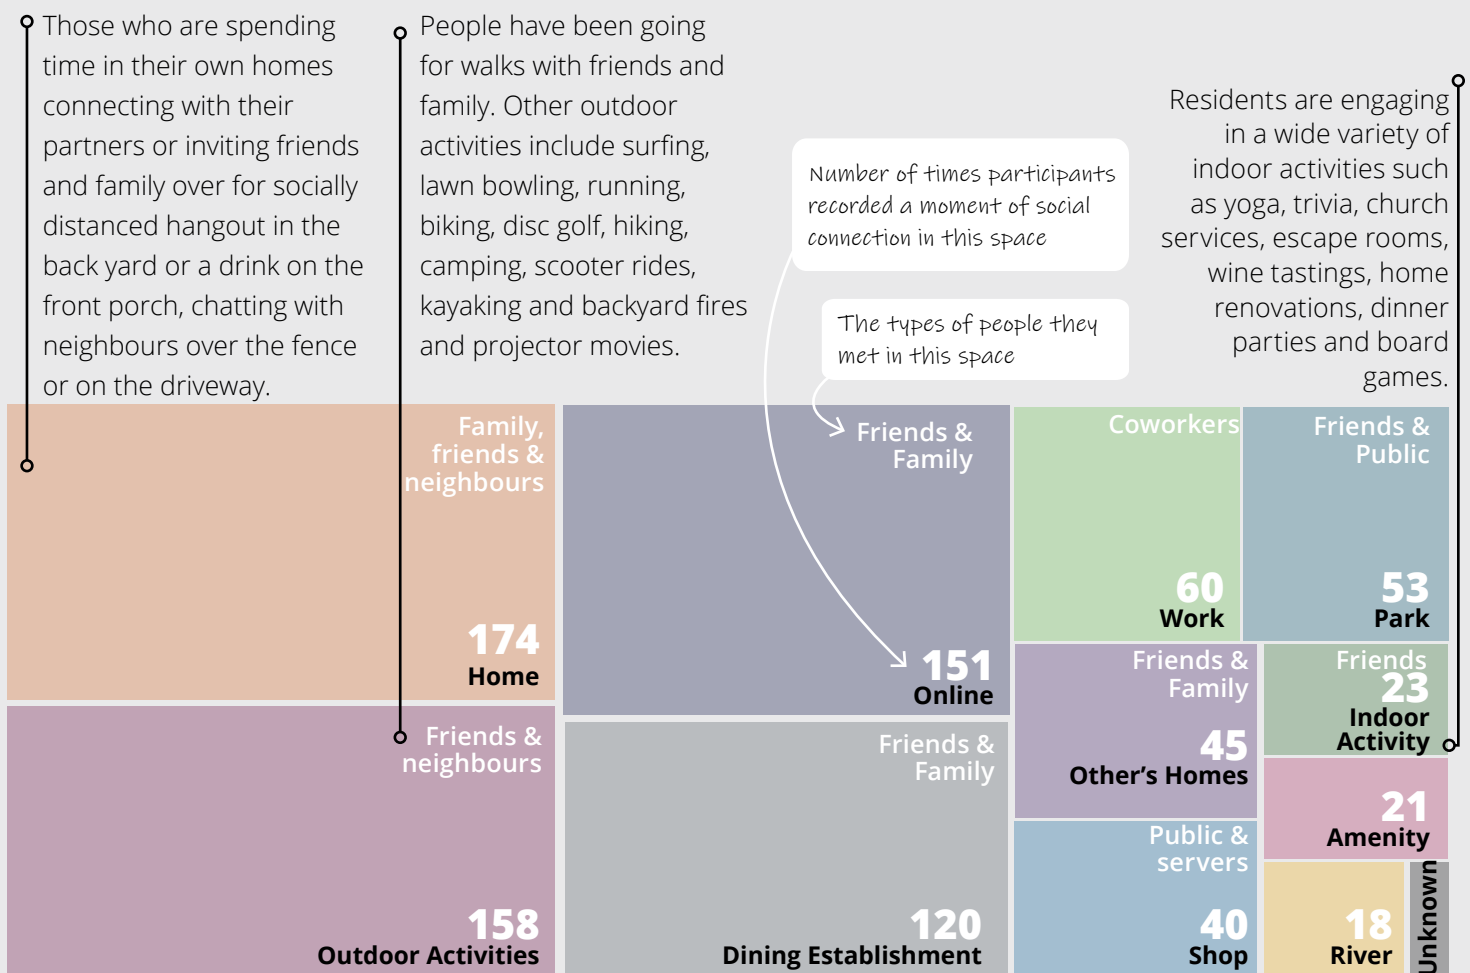 Those who are spending
time in their own homes
connecting with their
partners or inviting friends
and family over for socially
distanced hangout in the
back yard or a drink on the
front porch, chatting with
neighbours over the fence
or on the driveway.
People have been going
for walks with friends and
family. Other outdoor
activities include surfing,
lawn bowling, running,
biking, disc golf, hiking,
camping, scooter rides,
kayaking and backyard fires
and projector movies.
Number of times participants
recorded a moment of social
connection in this space
The types of people they
met in this space
Residents are engaging
in a wide variety of
indoor activities such
as yoga, trivia, church
services, escape rooms,
wine tastings, home
renovations, dinner
parties and board
games.
Family,
friends &
neighbours
174
Home
Friends &
Family
151
Online
Coworkers
60
Work
Friends &
Public
53
Park
Friends &
neighbours
158
Outdoor Activities
Friends &
Family
120
Dining Establishment
Friends &
Family
45
Other's Homes
Friends
23
Indoor
Activity
21
Amenity
Public &
servers
40
Shop
18
River
Unknown